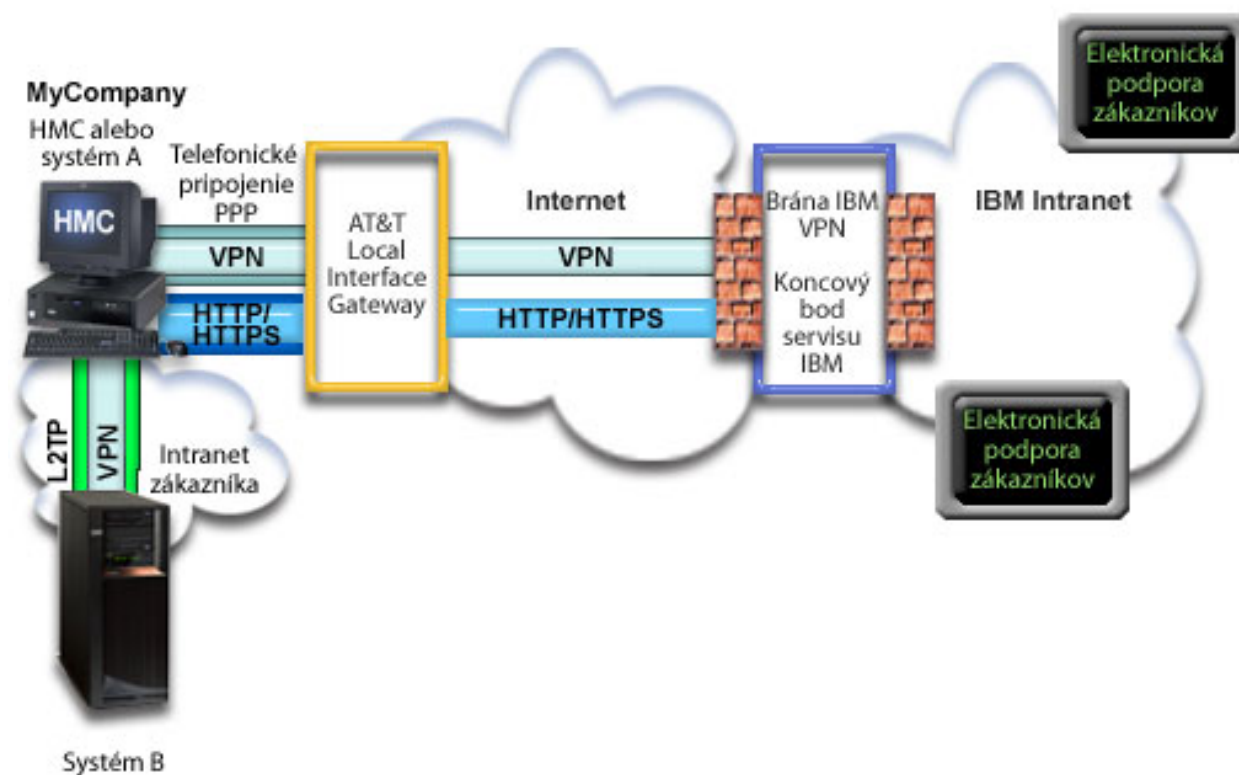 Elektronická
podpora
zákazníkov
MyCompany
HMC alebo
systém A
Telefonické
pripojenie
PPP
HMC
VPN
HTTP/
HTTPS
AT&T
Local
Interface
Gateway
Internet
VPN
HTTP/HTTPS
Brána IBM
VPN
Koncový
bod
servisu
IBM
IBM Intranet
Elektronická
podpora
zákazníkov
L2TP
VPN
Intranet
zákazníka
Systém B